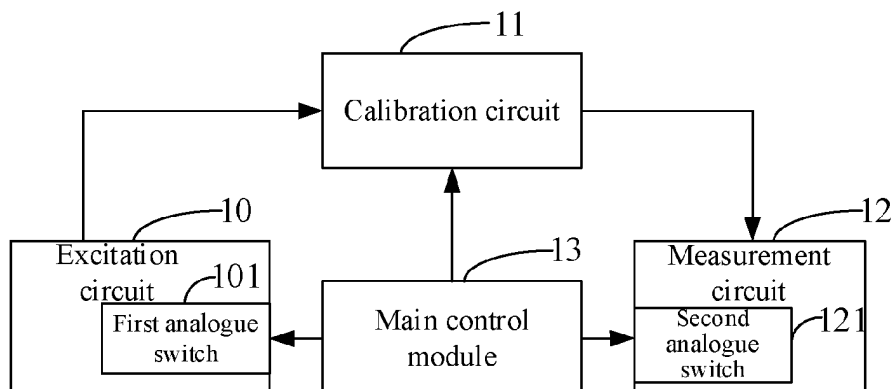 11
Calibration circuit
10
12
Excitation
circuit
101
13
Measurement
circuit
First analogue
switch
Main control
module
Second
analogue
switch
121